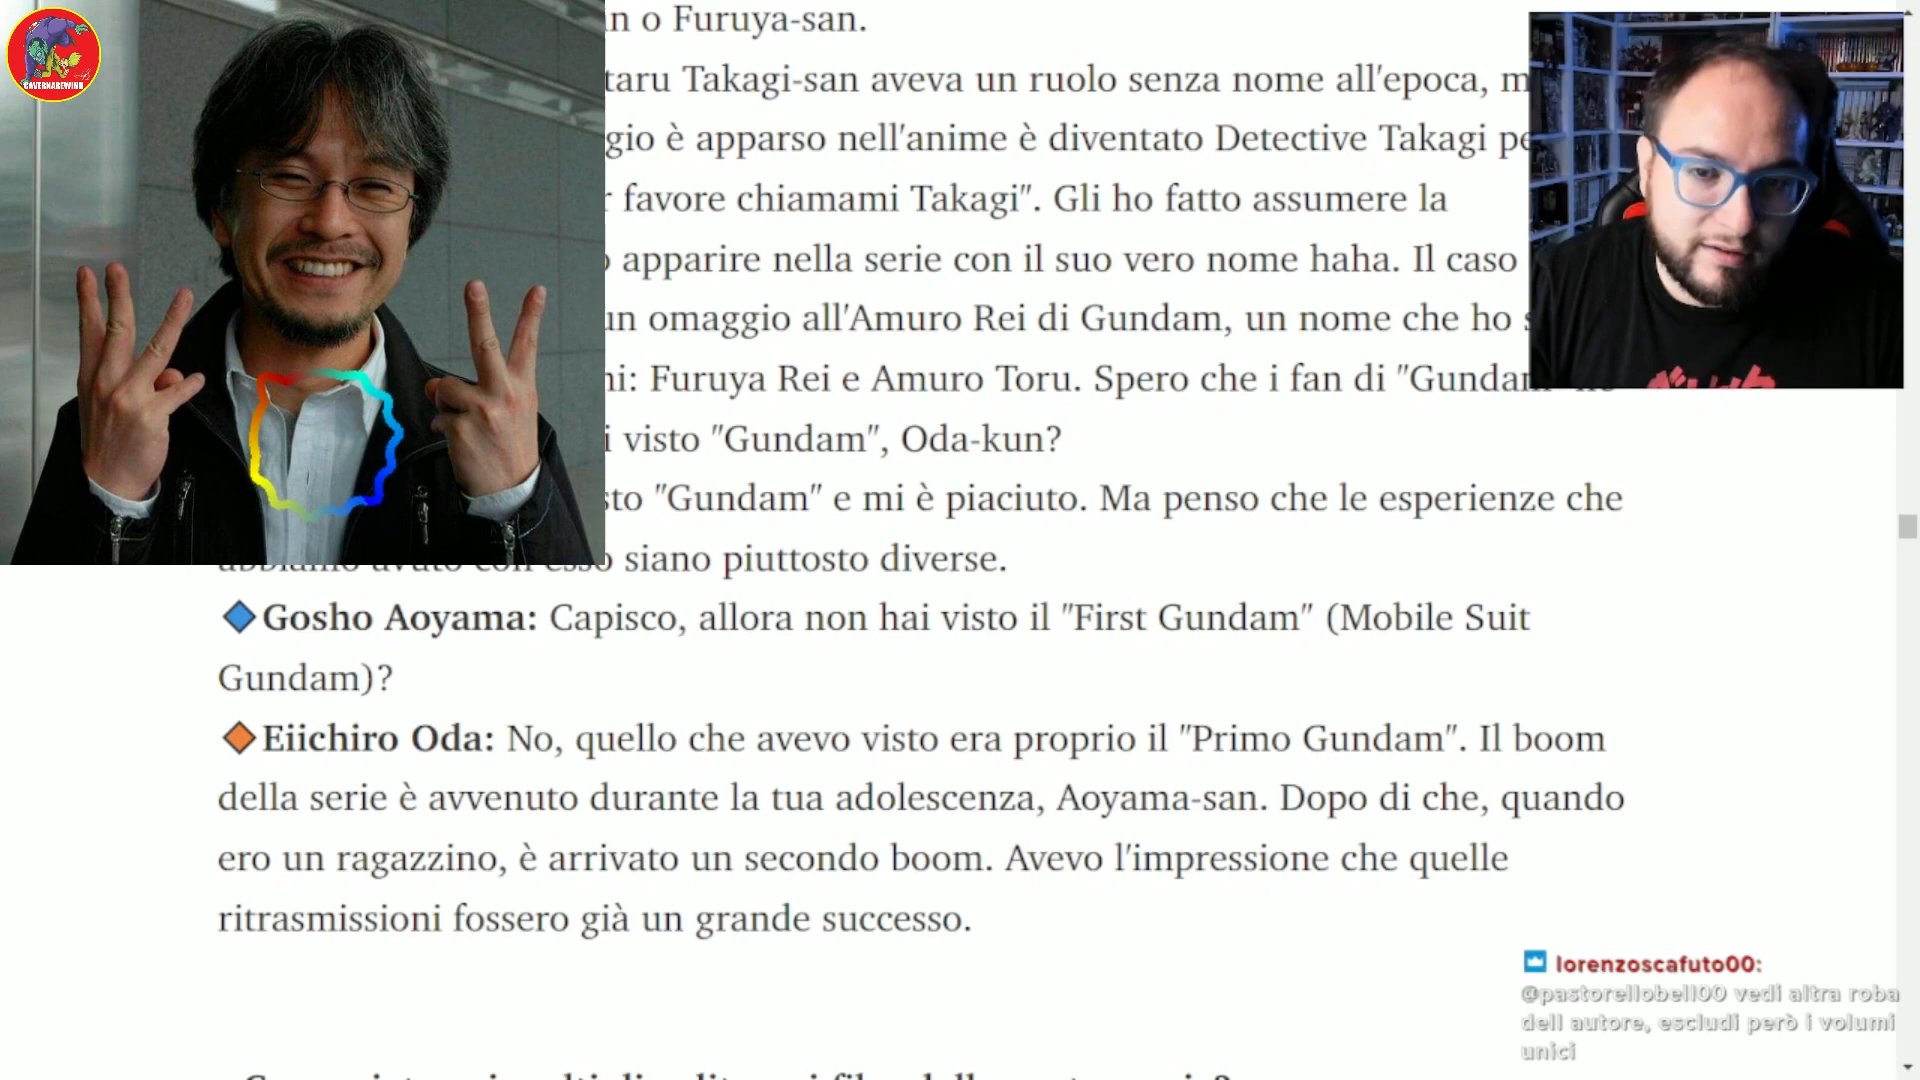 CAVERNAREWIND
n o Furuya-san.
taru Takagi-san aveva un ruolo senza nome all'epoca, m
gio è apparso nell'anime è diventato Detective Takagi pe
favore chiamami Takagi". Gli ho fatto assumere la
apparire nella serie con il suo vero nome haha. Il caso
un omaggio all'Amuro Rei di Gundam, un nome che ho s
ni: Furuya Rei e Amuro Toru. Spero che i fan di "Gundam" ne
i visto "Gundam", Oda-kun?
sto "Gundam" e mi è piaciuto. Ma penso che le esperienze che
abbiamo avuto con esso siano piuttosto diverse.
Gosho Aoyama: Capisco, allora non hai visto il "First Gundam" (Mobile Suit
Gundam)?
Eiichiro Oda: No, quello che avevo visto era proprio il "Primo Gundam". Il boom
della serie è avvenuto durante la tua adolescenza, Aoyama-san. Dopo di che, quando
ero un ragazzino, è arrivato un secondo boom. Avevo l'impressione che quelle
ritrasmissioni fossero già un grande successo.
lorenzoscafuto00:
@pastorellobell00 vedi altra roba
dell autore, escludi però i volumi
unici